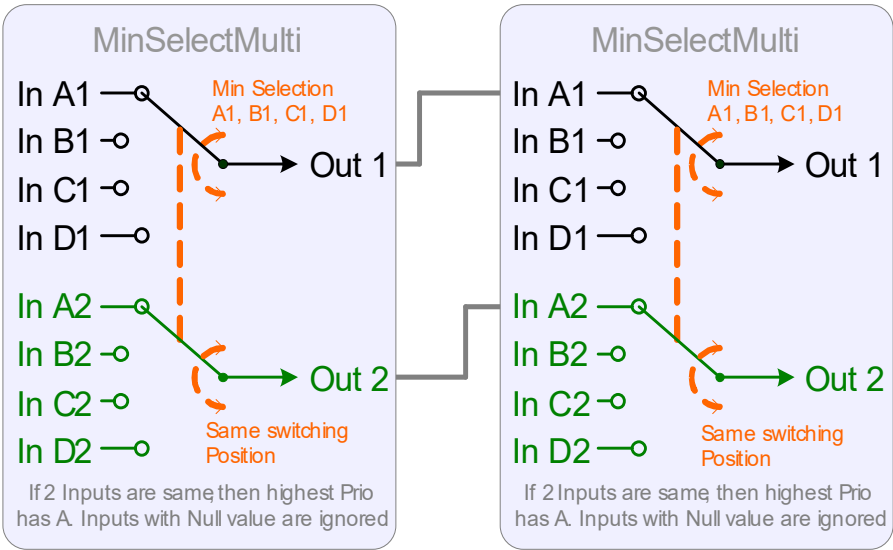 MinSelectMulti
In A1
Min Selection
A1, B1, C1, D1
In B1
Out 1
In C1
In D1
In A2
In B2
Out 2
In C2
Same switching
Position
In D2
If 2 Inputs are same, then highest Prio
has A. Inputs with Null value are ignored
MinSelectMulti
In A1
Min Selection
A1, B1, C1, D1
In B1
Out 1
In C1
In D1
In A2
In B2
Out 2
In C2
Same switching
Position
In D2
If 2 Inputs are same, then highest Prio
has A. Inputs with Null value are ignored